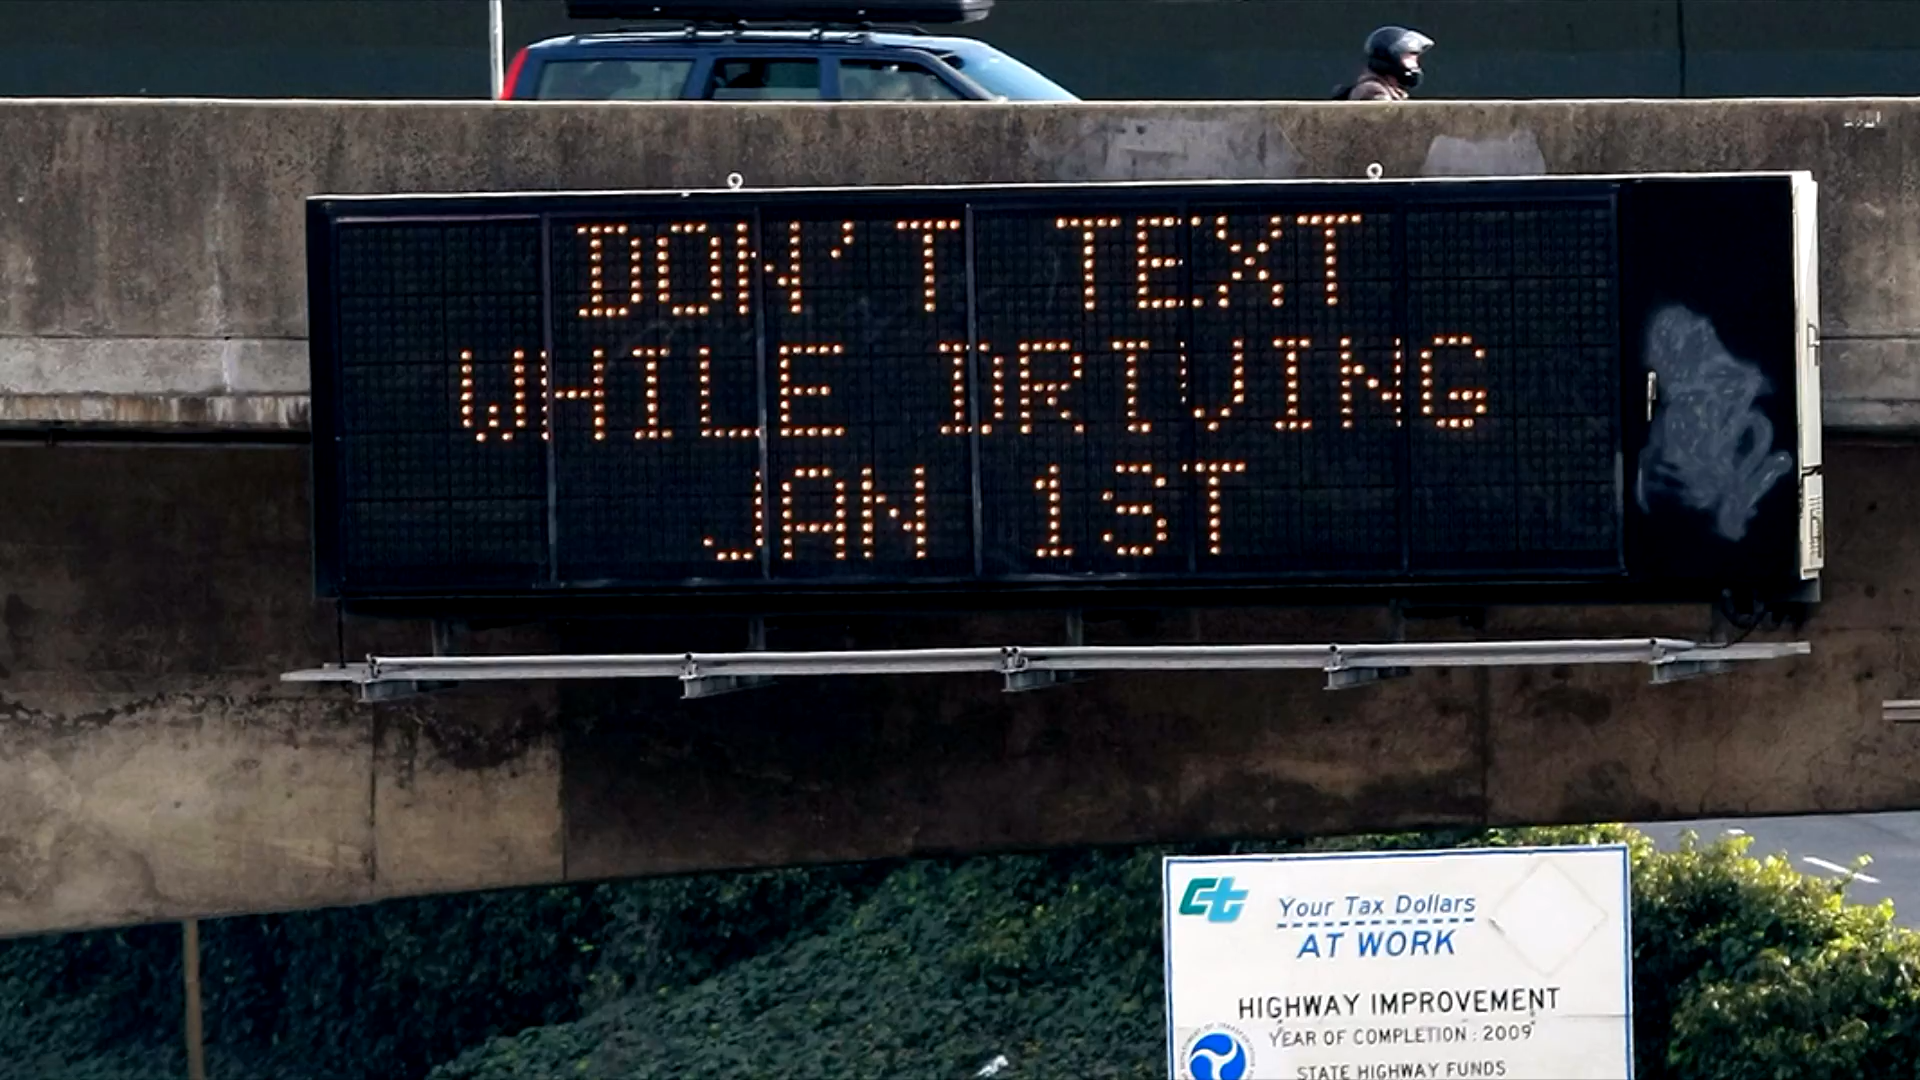 DON'T TEXT
WHILE DRIVING
JAN 1ST
Ct
Your Tax Dollars
AT WORK
HIGHWAY IMPROVEMENT
YEAR OF COMPLETION : 2009
STATE HIGHWAY FUNDS